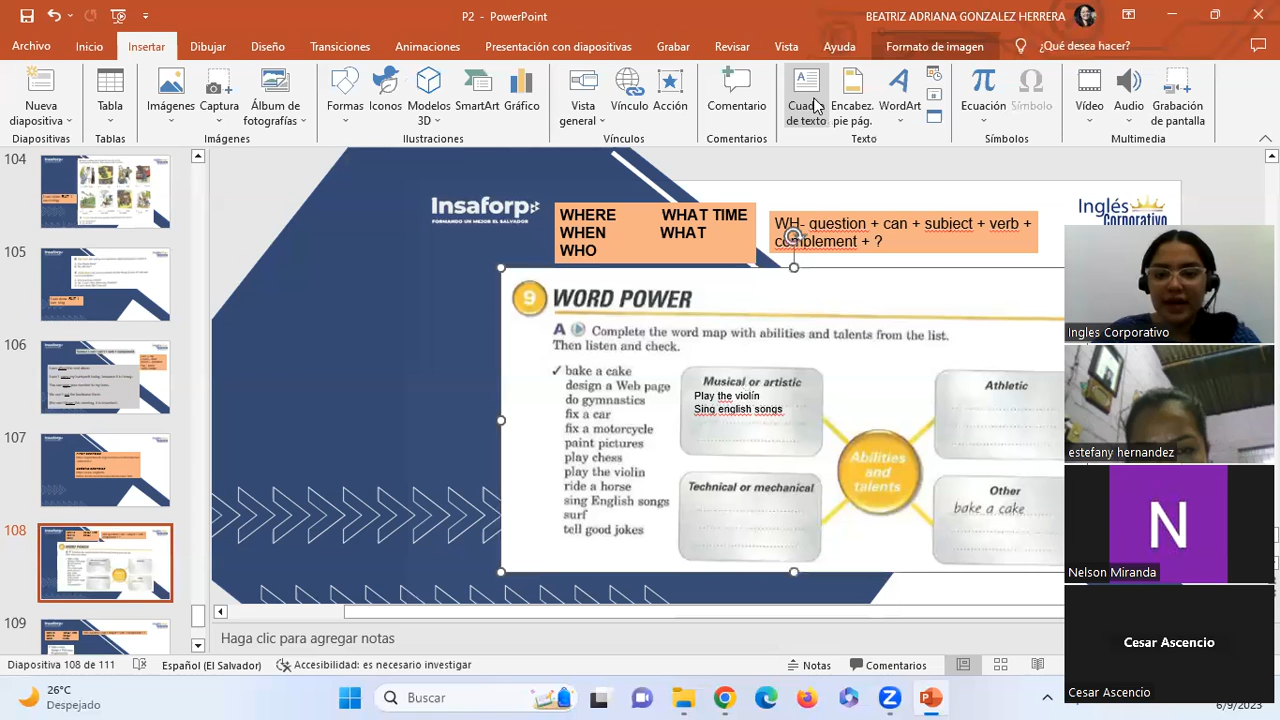 P2 - PowerPoint
BEATRIZ ADRIANA GONZALEZ HERRERA
Archivo Inicio Insertar Dibujar Diseño Transiciones Animaciones Presentación con diapositivas Grabar Revisar Vista Ayuda Formato de imagen ¿Qué desea hacer?
Nueva diapositiva
Tabla
Imágenes
Captura
Álbum de fotografías
Formas
Iconos
Modelos 3D
SmartArt
Gráfico
Vista general
Vínculo
Acción
Comentario
Cuadro de texto
Encabez. pie pág.
WordArt
Ecuación
Símbolo
Vídeo
Audio
Grabación de pantalla
Diapositivas Tablas Imágenes Ilustraciones Vínculos Comentarios Texto Símbolos Multimedia
104
105
106
107
108
109
Insaforp
FORMANDO UN MEJOR EL SALVADOR
WHERE WHAT TIME
WHEN WHAT
WHO
WH- question + can + subject + verb +
complement + ?
Inglés
Corporativo
9 WORD POWER
A Complete the word map with abilities and talents from the list.
Then listen and check.
✓ bake a cake
design a Web page
do gymnastics
fix a car
fix a motorcycle
paint pictures
play chess
play the violin
ride a horse
sing English songs
surf
tell good jokes
Musical or artistic
Play the violín
Sing english songs
Athletic
Abilities
and
talents
Technical or mechanical
Other
bake a cake
Ingles Corporativo
estefany hernandez
N
Nelson Miranda
Cesar Ascencio
Cesar Ascencio
Haga clic para agregar notas
Diapositiva 108 de 111 Español (El Salvador) Accesibilidad: es necesario investigar Notas Comentarios
26°C
Despejado
Buscar
6/9/2023